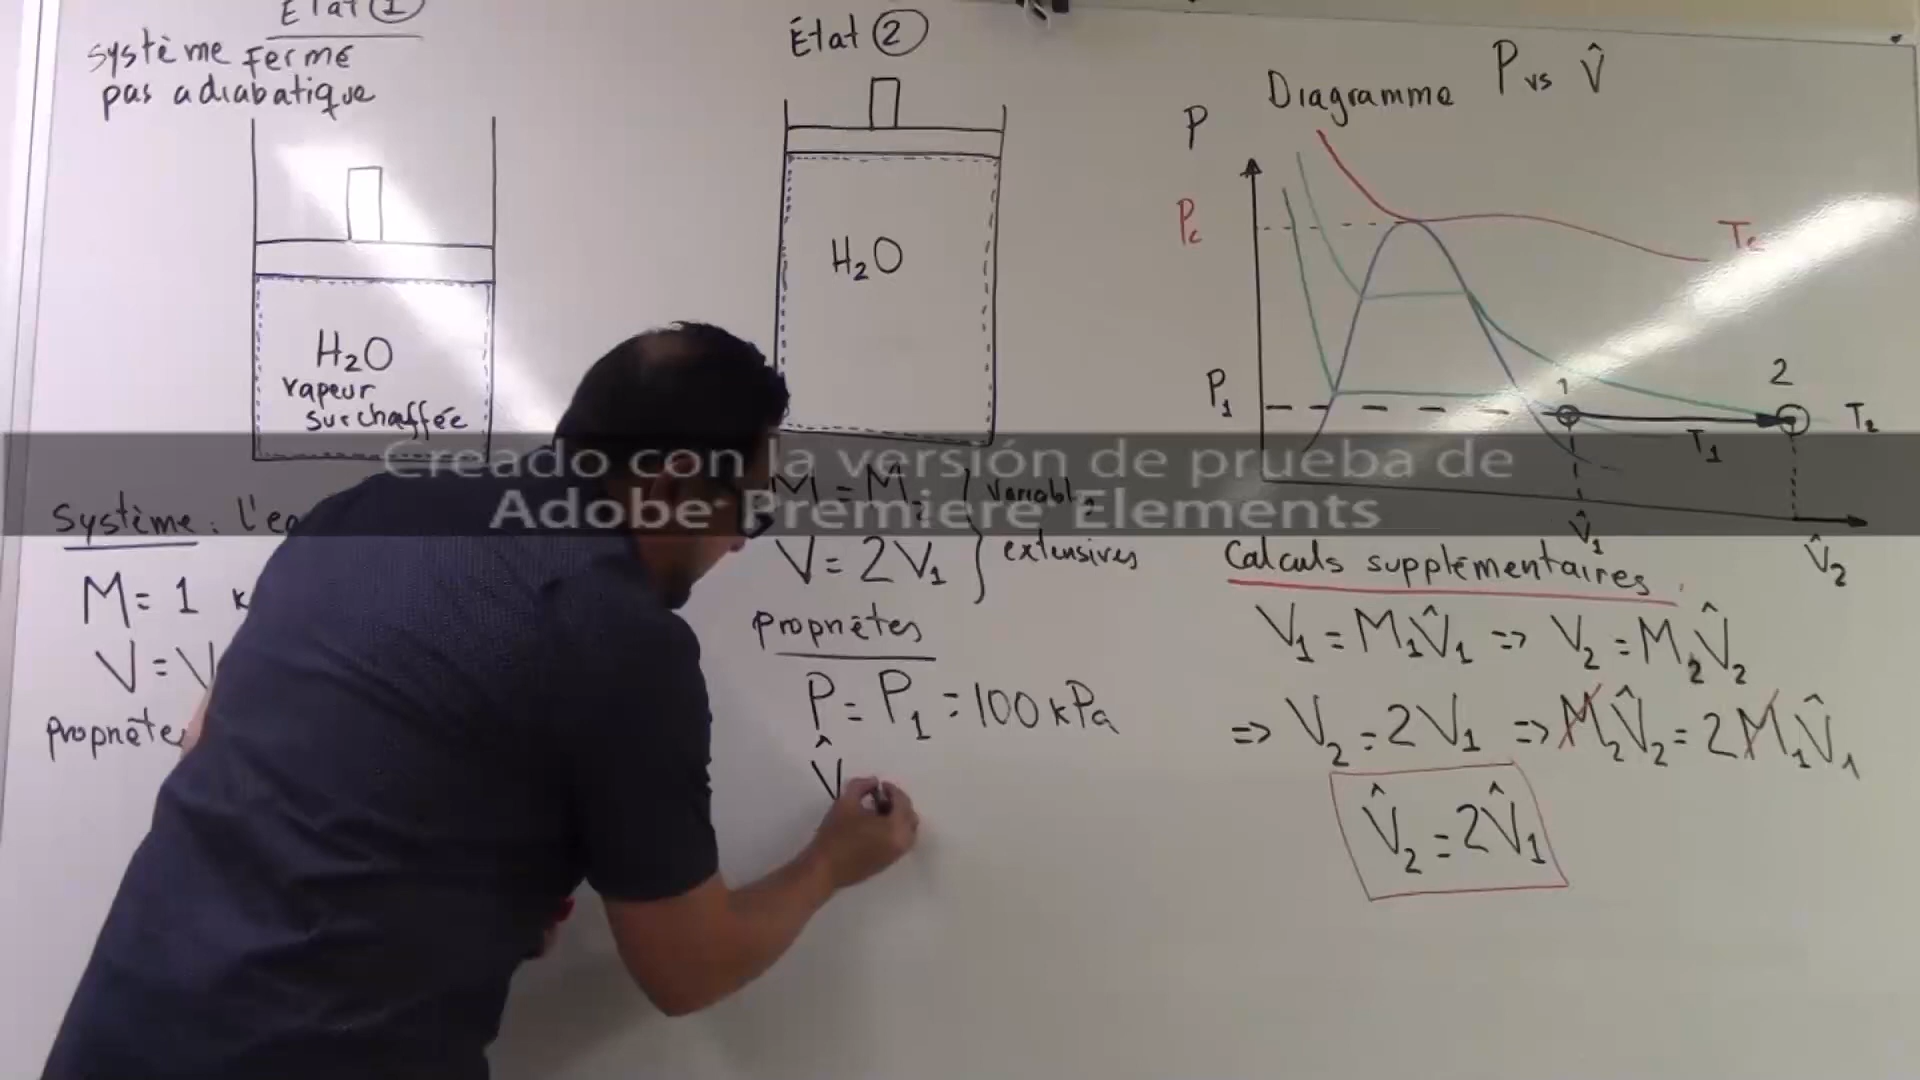 État ①
système fermé
pas adiabatique
H₂O
vapeur
surchaffée
Système: l'ea
M = 1 k
V = V
propriétés
État ②
H₂O
M = M₂
V = 2V₁
variables
extensives
propriétés
P = P₁ = 100 kPa
V̂
Diagramme P vs V̂
P
Pc
Tc
P₁
1
2
T₁
T₂
V̂₁
V̂₂
Calculs supplémentaires
V₁ = M₁V̂₁ => V₂ = M₂V̂₂
=> V₂ = 2V₁ => M₂V̂₂ = 2M₁V̂₁
V̂₂ = 2V̂₁
Creado con la versión de prueba de
Adobe Premiere Elements